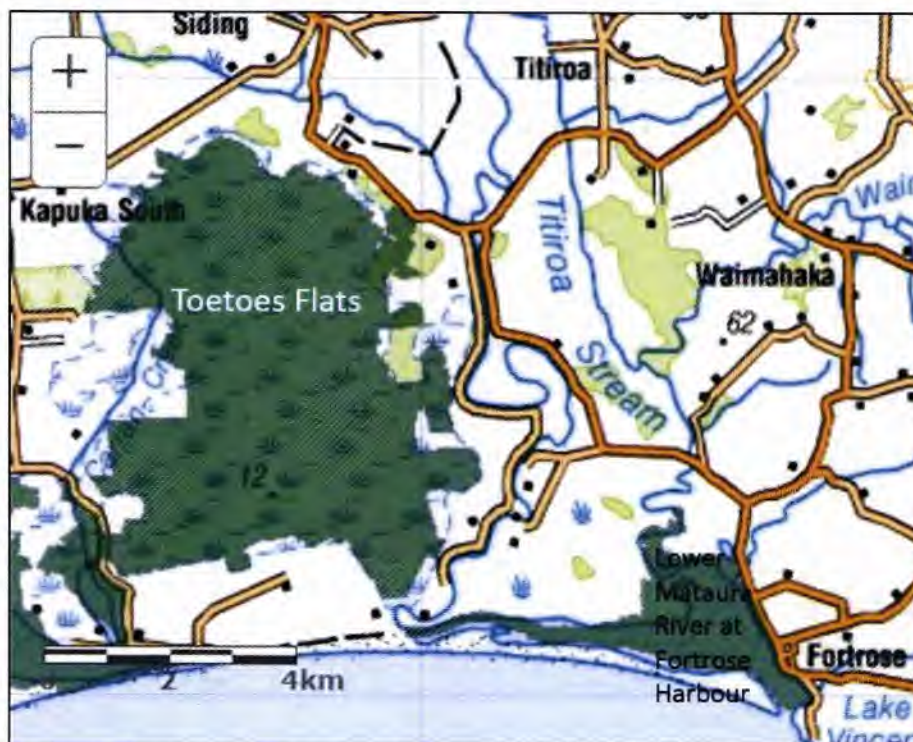 Siding
Titiroa
+
−
Kapuka South
Toetoes Flats
Titiroa
Stream
Waimahaka
62
12
Lower
Mataura
River at
Fortrose
Harbour
Fortrose
2
4km
Lake